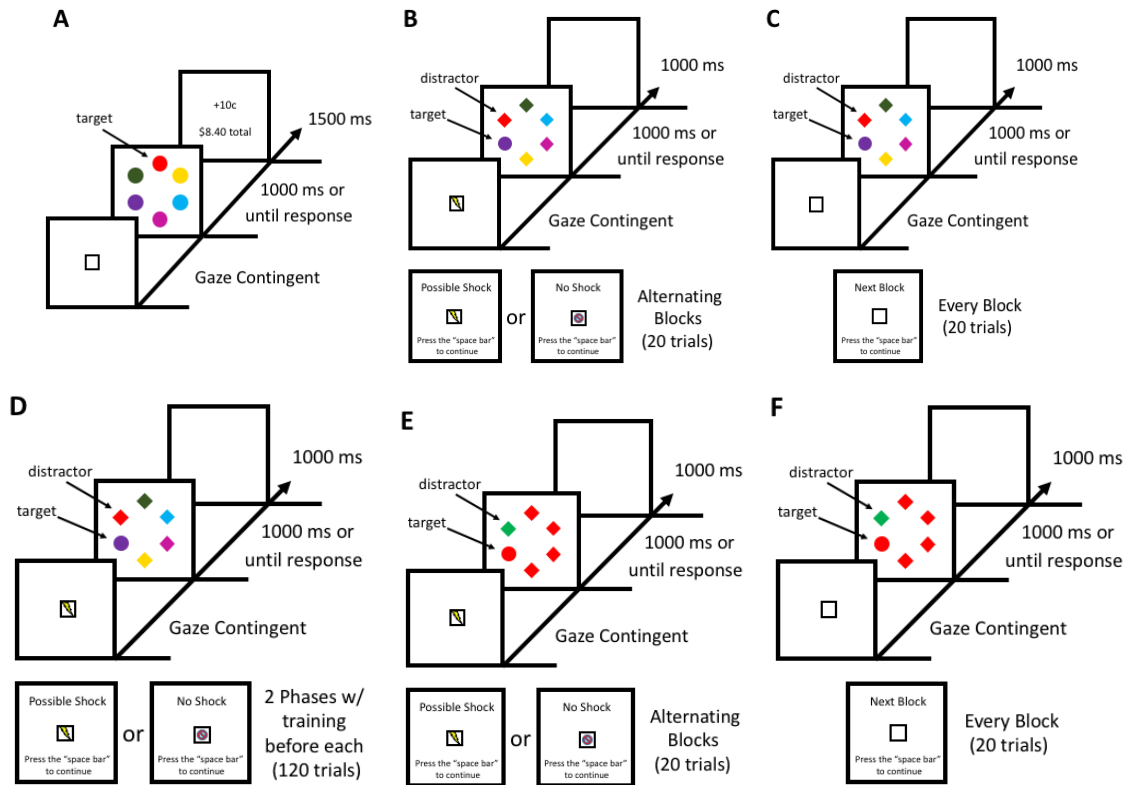 A
+10c
$8.40 total
1500 ms
target
1000 ms or
until response
Gaze Contingent
B
1000 ms
distractor
target
1000 ms or
until response
Gaze Contingent
Possible Shock
Press the “space bar”
to continue
or
No Shock
Press the “space bar”
to continue
Alternating
Blocks
(20 trials)
C
1000 ms
distractor
target
1000 ms or
until response
Gaze Contingent
Next Block
Press the “space bar”
to continue
Every Block
(20 trials)
D
1000 ms
distractor
target
1000 ms or
until response
Gaze Contingent
Possible Shock
Press the “space bar”
to continue
or
No Shock
Press the “space bar”
to continue
2 Phases w/
training
before each
(120 trials)
E
1000 ms
distractor
target
1000 ms or
until response
Gaze Contingent
Possible Shock
Press the “space bar”
to continue
or
No Shock
Press the “space bar”
to continue
Alternating
Blocks
(20 trials)
F
1000 ms
distractor
target
1000 ms or
until response
Gaze Contingent
Next Block
Press the “space bar”
to continue
Every Block
(20 trials)